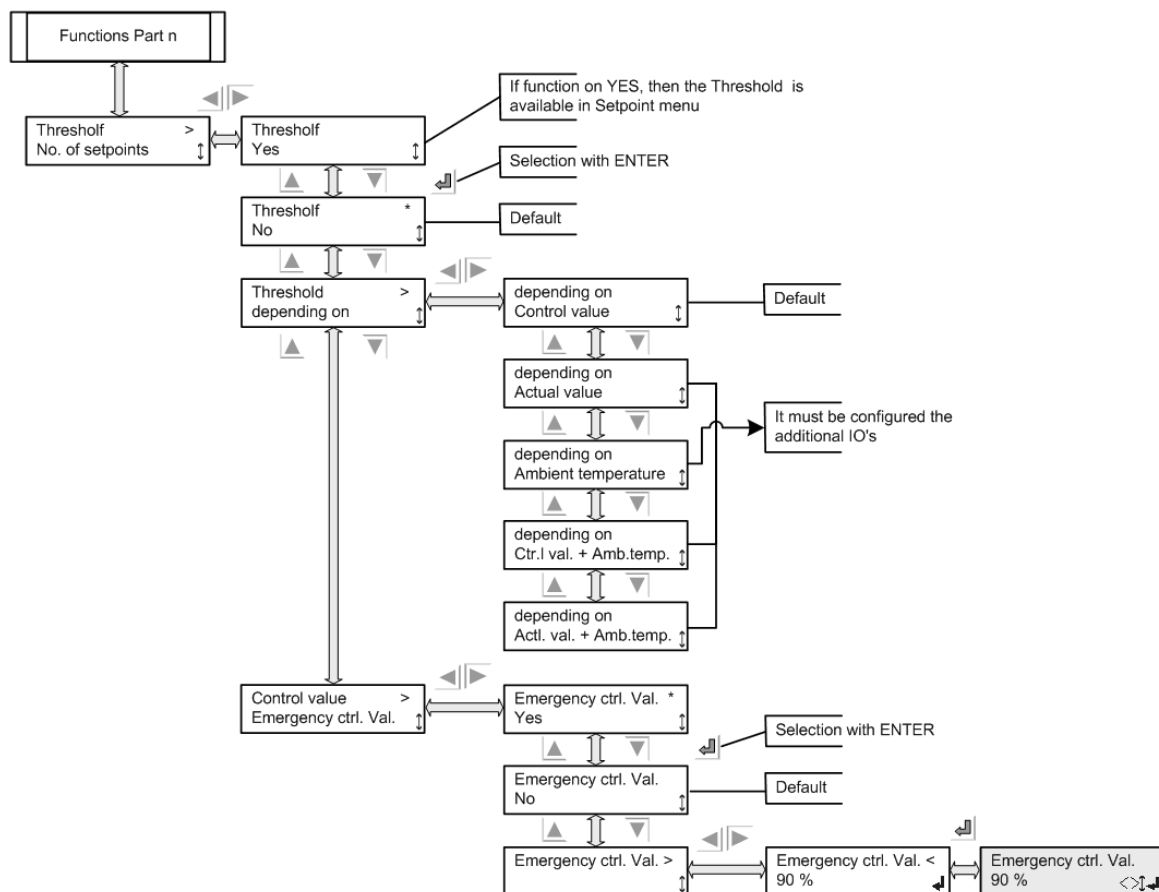 Functions Part n
If function on YES, then the Threshold is
available in Setpoint menu
Thresholf >
No. of setpoints
Thresholf
Yes
Selection with ENTER
Thresholf *
No
Default
Threshold >
depending on
depending on
Control value
Default
depending on
Actual value
It must be configured the
additional IO's
depending on
Ambient temperature
depending on
Ctr.l val. + Amb.temp.
depending on
Actl. val. + Amb.temp.
Control value >
Emergency ctrl. Val.
Emergency ctrl. Val. *
Yes
Selection with ENTER
Emergency ctrl. Val.
No
Default
Emergency ctrl. Val. >
Emergency ctrl. Val. <
90 %
Emergency ctrl. Val.
90 %